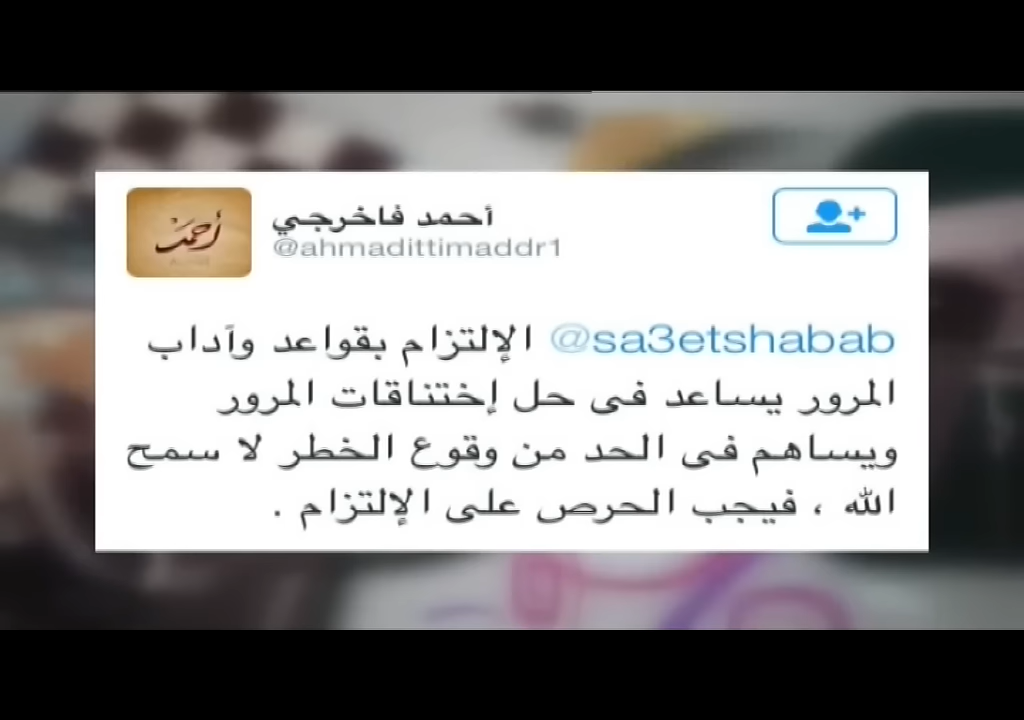 أحمد
أحمد فاخرجي
@ahmadittimaddr1
@sa3etshabab الإلتزام بقواعد وآداب
المرور يساعد فى حل إختناقات المرور
ويساهم فى الحد من وقوع الخطر لا سمح
الله ، فيجب الحرص على الإلتزام .